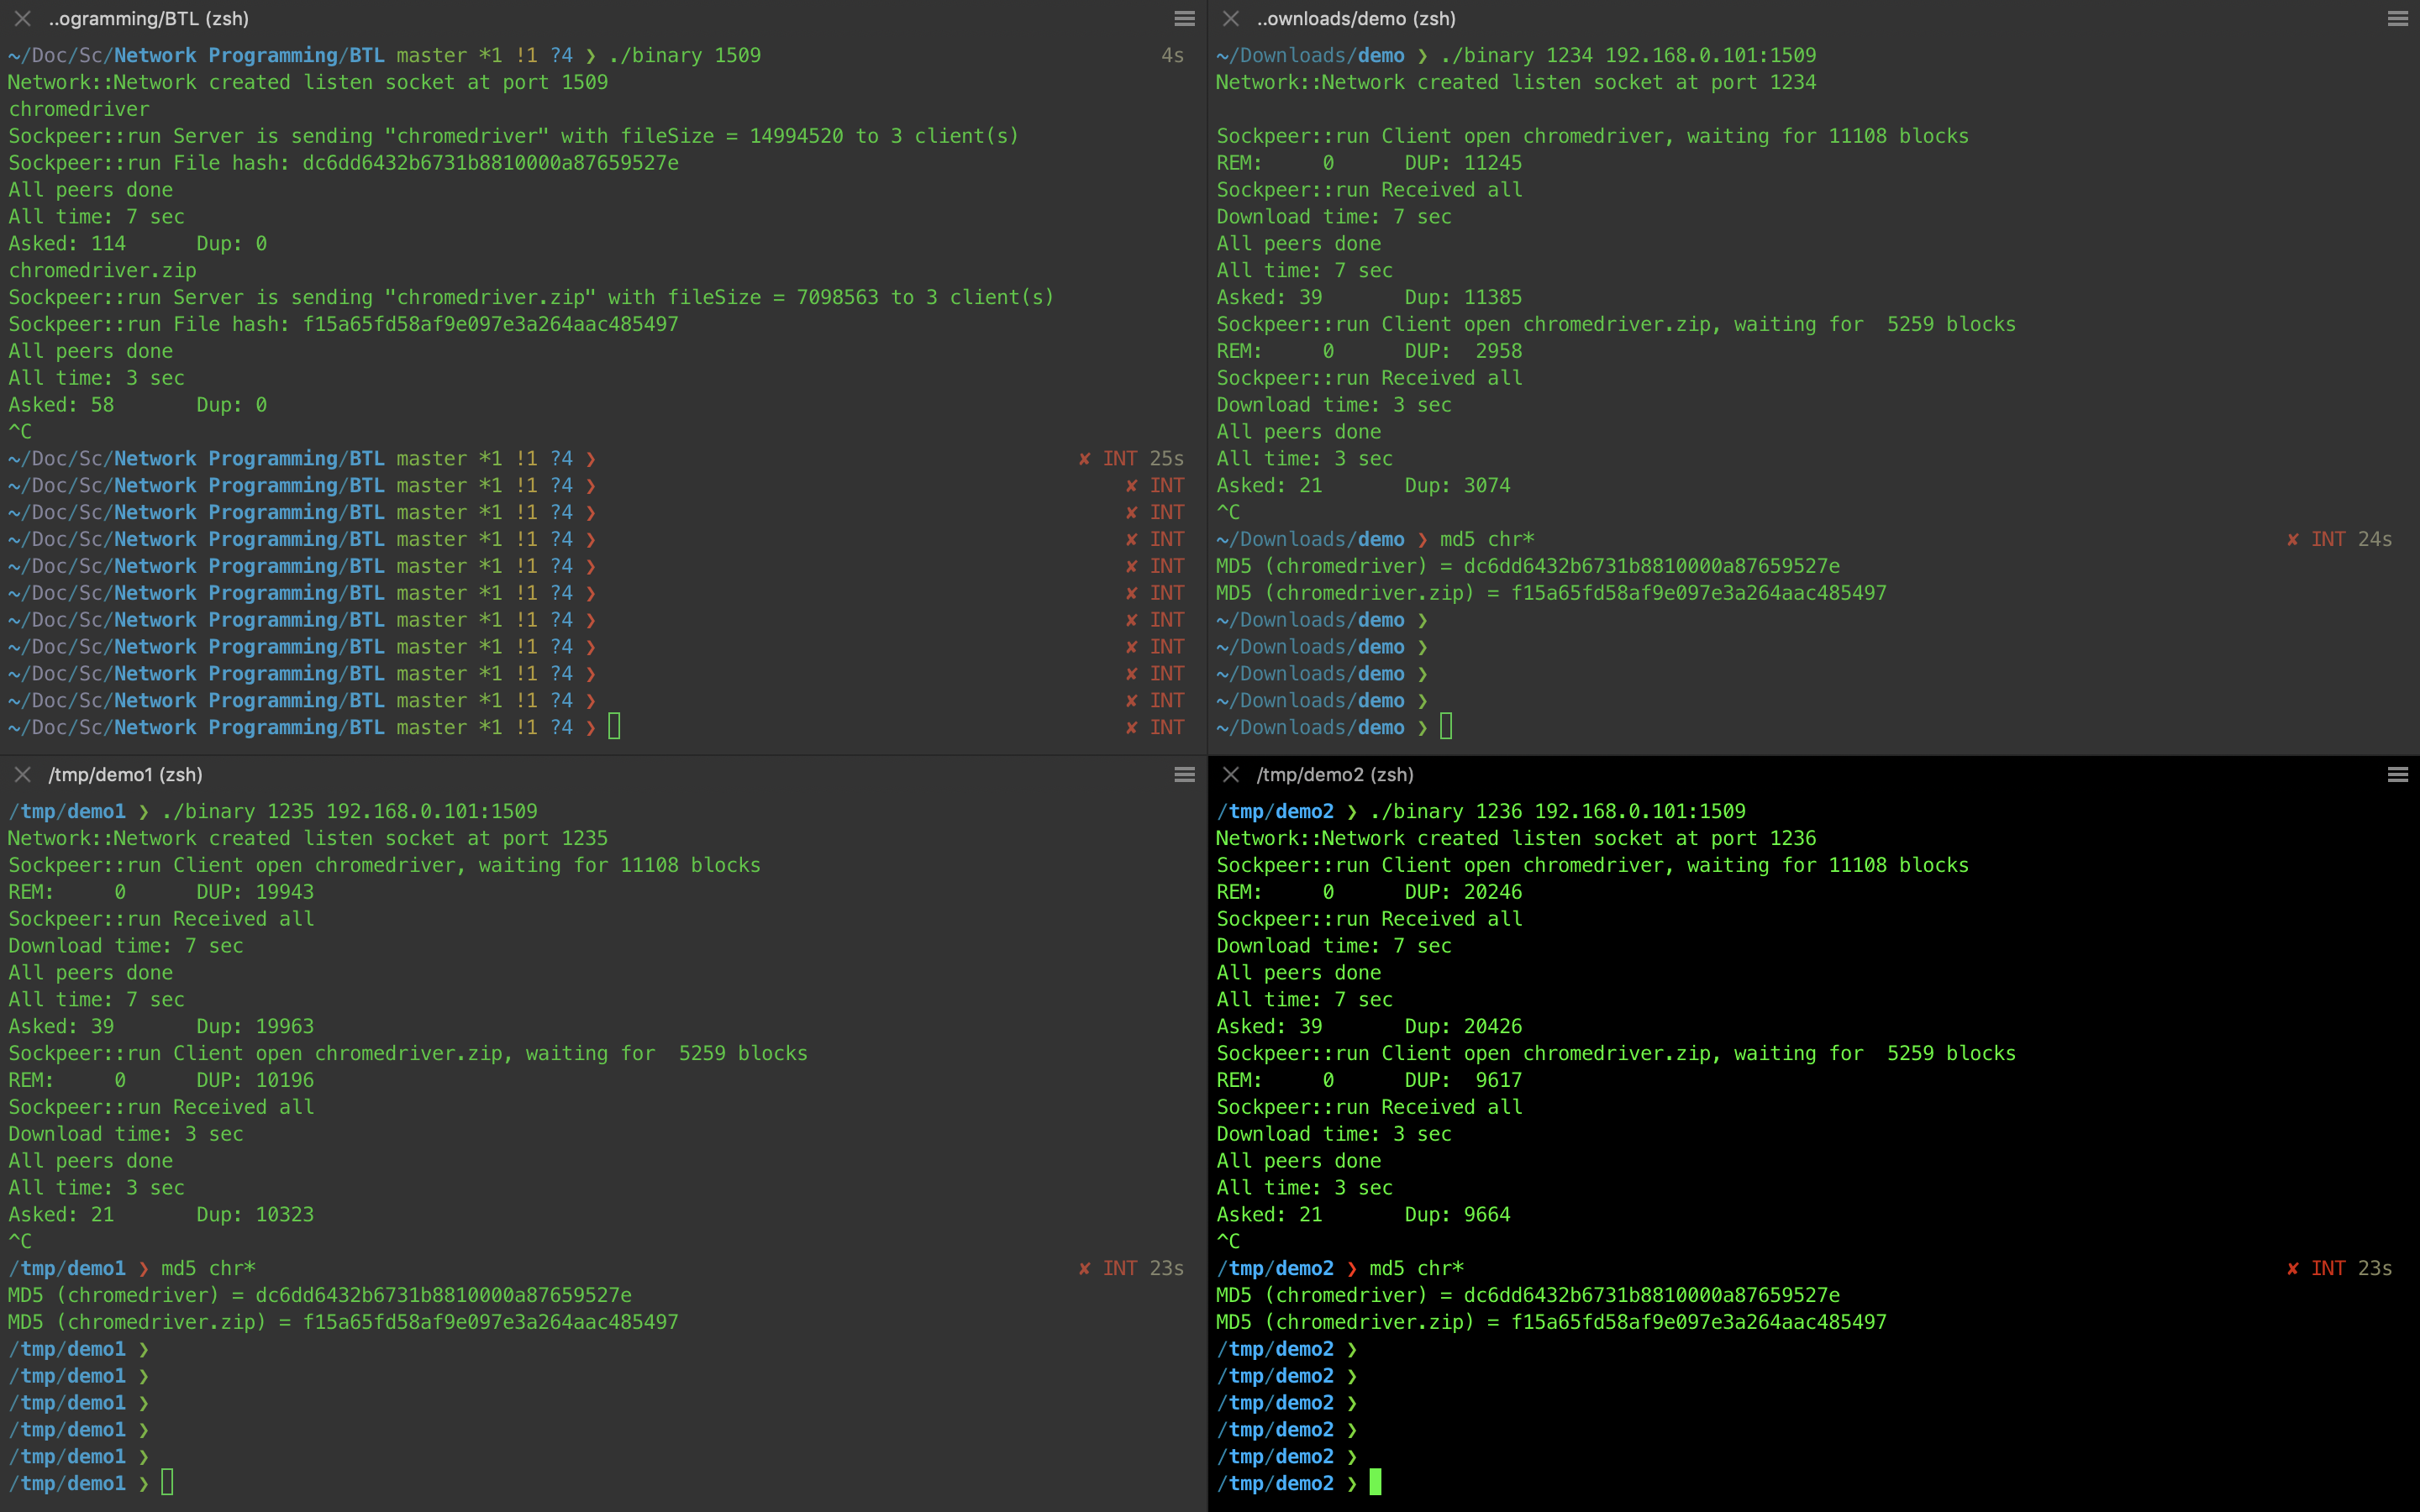 ..ogramming/BTL (zsh)
~/Doc/Sc/Network Programming/BTL master *1 !1 ?4 ❯ ./binary 1509 4s
Network::Network created listen socket at port 1509
chromedriver
Sockpeer::run Server is sending "chromedriver" with fileSize = 14994520 to 3 client(s)
Sockpeer::run File hash: dc6dd6432b6731b8810000a87659527e
All peers done
All time: 7 sec
Asked: 114 Dup: 0
chromedriver.zip
Sockpeer::run Server is sending "chromedriver.zip" with fileSize = 7098563 to 3 client(s)
Sockpeer::run File hash: f15a65fd58af9e097e3a264aac485497
All peers done
All time: 3 sec
Asked: 58 Dup: 0
^C
~/Doc/Sc/Network Programming/BTL master *1 !1 ?4 ❯ ✘ INT 25s
~/Doc/Sc/Network Programming/BTL master *1 !1 ?4 ❯ ✘ INT
~/Doc/Sc/Network Programming/BTL master *1 !1 ?4 ❯ ✘ INT
~/Doc/Sc/Network Programming/BTL master *1 !1 ?4 ❯ ✘ INT
~/Doc/Sc/Network Programming/BTL master *1 !1 ?4 ❯ ✘ INT
~/Doc/Sc/Network Programming/BTL master *1 !1 ?4 ❯ ✘ INT
~/Doc/Sc/Network Programming/BTL master *1 !1 ?4 ❯ ✘ INT
~/Doc/Sc/Network Programming/BTL master *1 !1 ?4 ❯ ✘ INT
~/Doc/Sc/Network Programming/BTL master *1 !1 ?4 ❯ ✘ INT
~/Doc/Sc/Network Programming/BTL master *1 !1 ?4 ❯ ✘ INT
~/Doc/Sc/Network Programming/BTL master *1 !1 ?4 ❯ ✘ INT
..ownloads/demo (zsh)
~/Downloads/demo ❯ ./binary 1234 192.168.0.101:1509
Network::Network created listen socket at port 1234
Sockpeer::run Client open chromedriver, waiting for 11108 blocks
REM: 0 DUP: 11245
Sockpeer::run Received all
Download time: 7 sec
All peers done
All time: 7 sec
Asked: 39 Dup: 11385
Sockpeer::run Client open chromedriver.zip, waiting for 5259 blocks
REM: 0 DUP: 2958
Sockpeer::run Received all
Download time: 3 sec
All peers done
All time: 3 sec
Asked: 21 Dup: 3074
^C
~/Downloads/demo ❯ md5 chr* ✘ INT 24s
MD5 (chromedriver) = dc6dd6432b6731b8810000a87659527e
MD5 (chromedriver.zip) = f15a65fd58af9e097e3a264aac485497
~/Downloads/demo ❯
~/Downloads/demo ❯
~/Downloads/demo ❯
~/Downloads/demo ❯
~/Downloads/demo ❯
/tmp/demo1 (zsh)
/tmp/demo1 ❯ ./binary 1235 192.168.0.101:1509
Network::Network created listen socket at port 1235
Sockpeer::run Client open chromedriver, waiting for 11108 blocks
REM: 0 DUP: 19943
Sockpeer::run Received all
Download time: 7 sec
All peers done
All time: 7 sec
Asked: 39 Dup: 19963
Sockpeer::run Client open chromedriver.zip, waiting for 5259 blocks
REM: 0 DUP: 10196
Sockpeer::run Received all
Download time: 3 sec
All peers done
All time: 3 sec
Asked: 21 Dup: 10323
^C
/tmp/demo1 ❯ md5 chr* ✘ INT 23s
MD5 (chromedriver) = dc6dd6432b6731b8810000a87659527e
MD5 (chromedriver.zip) = f15a65fd58af9e097e3a264aac485497
/tmp/demo1 ❯
/tmp/demo1 ❯
/tmp/demo1 ❯
/tmp/demo1 ❯
/tmp/demo1 ❯
/tmp/demo1 ❯
/tmp/demo2 (zsh)
/tmp/demo2 ❯ ./binary 1236 192.168.0.101:1509
Network::Network created listen socket at port 1236
Sockpeer::run Client open chromedriver, waiting for 11108 blocks
REM: 0 DUP: 20246
Sockpeer::run Received all
Download time: 7 sec
All peers done
All time: 7 sec
Asked: 39 Dup: 20426
Sockpeer::run Client open chromedriver.zip, waiting for 5259 blocks
REM: 0 DUP: 9617
Sockpeer::run Received all
Download time: 3 sec
All peers done
All time: 3 sec
Asked: 21 Dup: 9664
^C
/tmp/demo2 ❯ md5 chr* ✘ INT 23s
MD5 (chromedriver) = dc6dd6432b6731b8810000a87659527e
MD5 (chromedriver.zip) = f15a65fd58af9e097e3a264aac485497
/tmp/demo2 ❯
/tmp/demo2 ❯
/tmp/demo2 ❯
/tmp/demo2 ❯
/tmp/demo2 ❯
/tmp/demo2 ❯